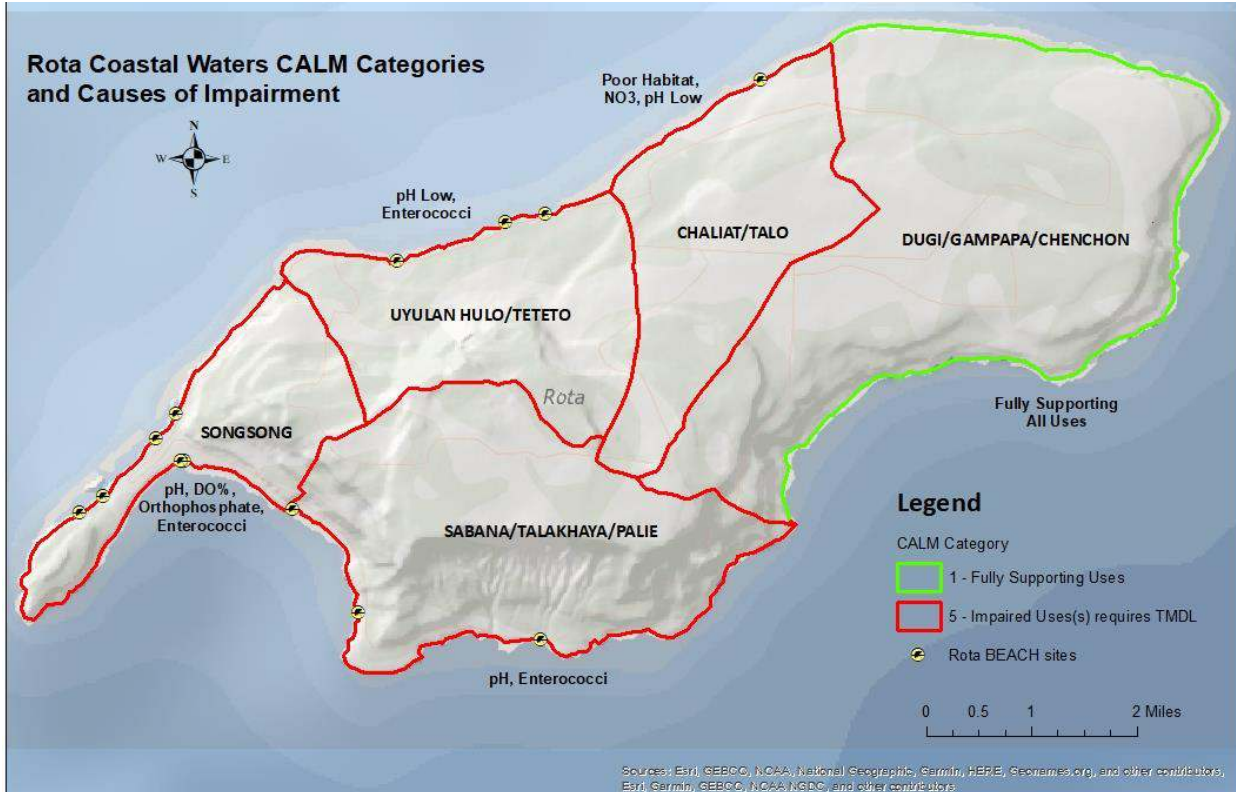 Rota Coastal Waters CALM Categories
and Causes of Impairment
N
W
E
S
Poor Habitat,
NO3, pH Low
pH Low,
Enterococci
CHALIAT/TALO
DUGI/GAMPAPA/CHENCHON
UYULAN HULO/TETETO
Rota
SONGSONG
Fully Supporting
All Uses
pH, DO%,
Orthophosphate,
Enterococci
SABANA/TALAKHAYA/PALIE
pH, Enterococci
Legend
CALM Category
1 - Fully Supporting Uses
5 - Impaired Uses(s) requires TMDL
Rota BEACH sites
0 0.5 1 2 Miles
Sources: Esri, GEBCO, NOAA, National Geographic, Garmin, HERE, Geonames.org, and other contributors,
Esri, Garmin, GEBCO, NOAA NGDC, and other contributors